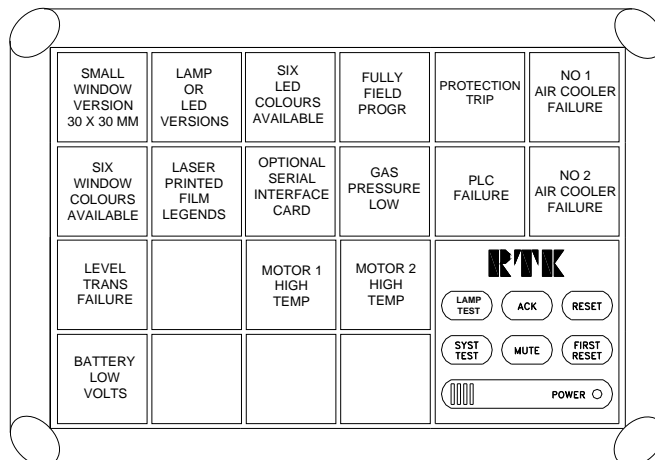 SMALL
WINDOW
VERSION
30 X 30 MM
LAMP
OR
LED
VERSIONS
SIX
LED
COLOURS
AVAILABLE
FULLY
FIELD
PROGR
PROTECTION
TRIP
NO 1
AIR COOLER
FAILURE
SIX
WINDOW
COLOURS
AVAILABLE
LASER
PRINTED
FILM
LEGENDS
OPTIONAL
SERIAL
INTERFACE
CARD
GAS
PRESSURE
LOW
PLC
FAILURE
NO 2
AIR COOLER
FAILURE
LEVEL
TRANS
FAILURE
MOTOR 1
HIGH
TEMP
MOTOR 2
HIGH
TEMP
RTK
LAMP
TEST
ACK
RESET
SYST
TEST
MUTE
FIRST
RESET
POWER
BATTERY
LOW
VOLTS